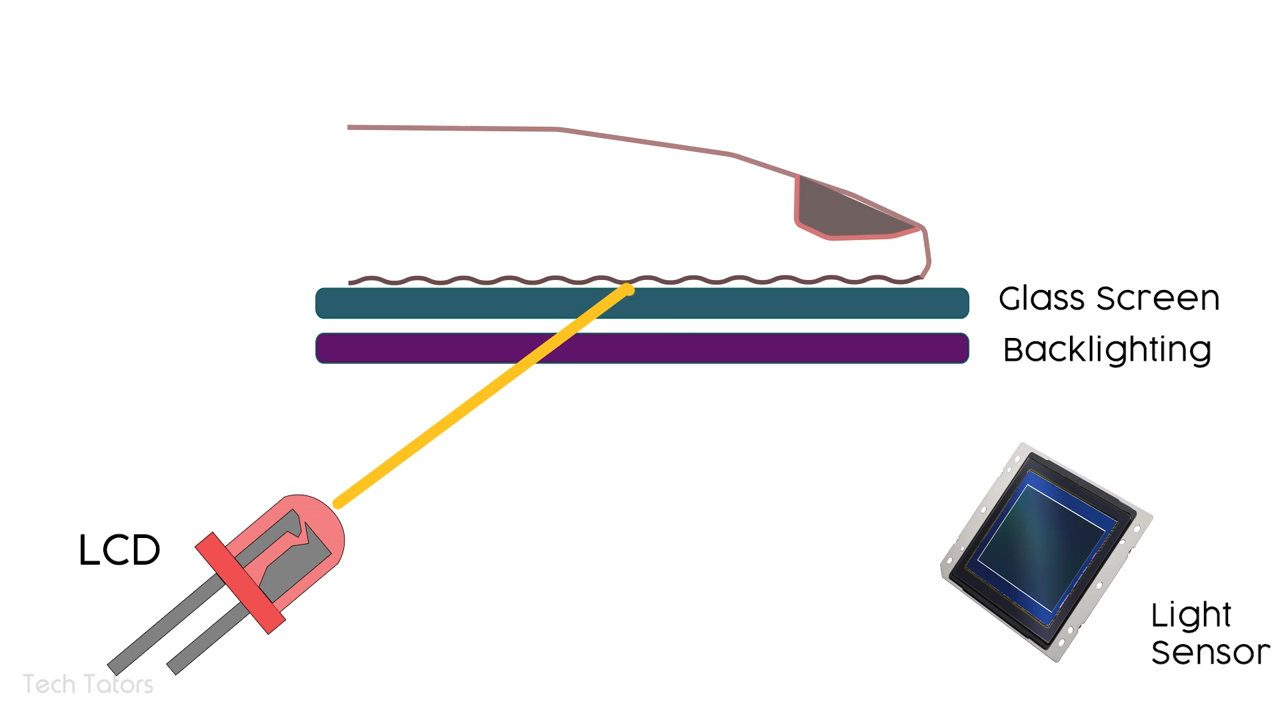 Glass Screen
Backlighting
LCD
Light
Sensor
Tech Tators